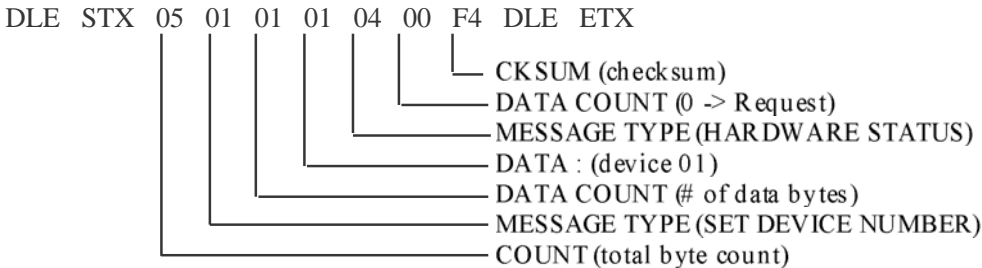 DLE STX 05 01 01 01 04 00 F4 DLE ETX
CKSUM (checksum)
DATA COUNT (0 -> Request)
MESSAGE TYPE (HARDWARE STATUS)
DATA : (device 01)
DATA COUNT (# of data bytes)
MESSAGE TYPE (SET DEVICE NUMBER)
COUNT (total byte count)